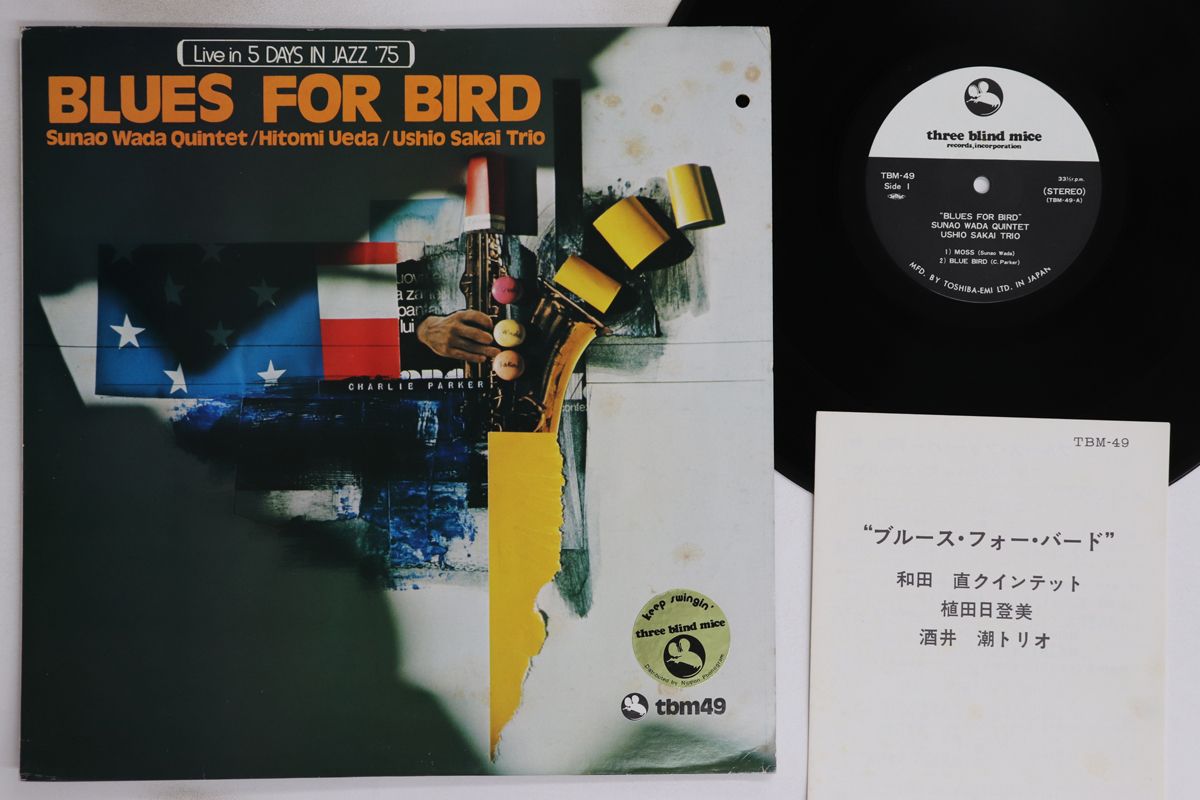 Live in 5 DAYS IN JAZZ '75
BLUES FOR BIRD
Sunao Wada Quintet/Hitomi Ueda/Ushio Sakai Trio
CHARLIE PARKER
keep swingin'
three blind mice
Distributed by Nippon Phonogram
tbm49
three blind mice
records, incorporation
TBM-49
Side 1
33⅓ r.p.m.
(STEREO)
(TBM-49-A)
"BLUES FOR BIRD"
SUNAO WADA QUINTET
USHIO SAKAI TRIO
1) MOSS (Sunao Wada)
2) BLUE BIRD (C. Parker)
MFD. BY TOSHIBA-EMI LTD. IN JAPAN
TBM-49
“ブルース・フォー・バード”
和田 直クインテット
植田日登美
酒井 潮トリオ